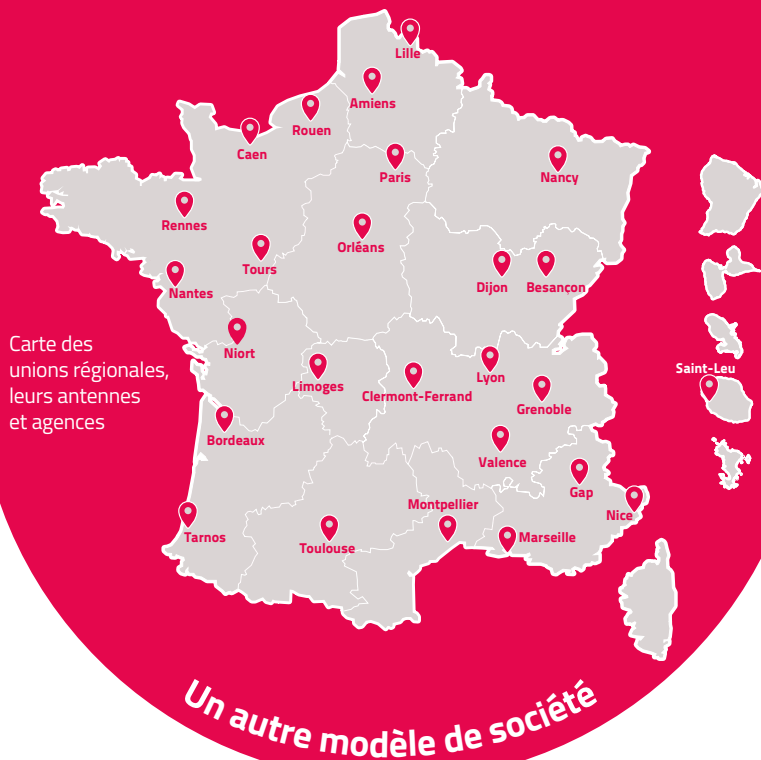 Lille
Amiens
Rouen
Caen
Paris
Nancy
Rennes
Orléans
Tours
Nantes
Dijon
Besançon
Carte des
unions régionales,
leurs antennes
et agences
Niort
Limoges
Clermont-Ferrand
Lyon
Grenoble
Saint-Leu
Bordeaux
Valence
Gap
Nice
Montpellier
Marseille
Tarnos
Toulouse
Un autre modèle de société